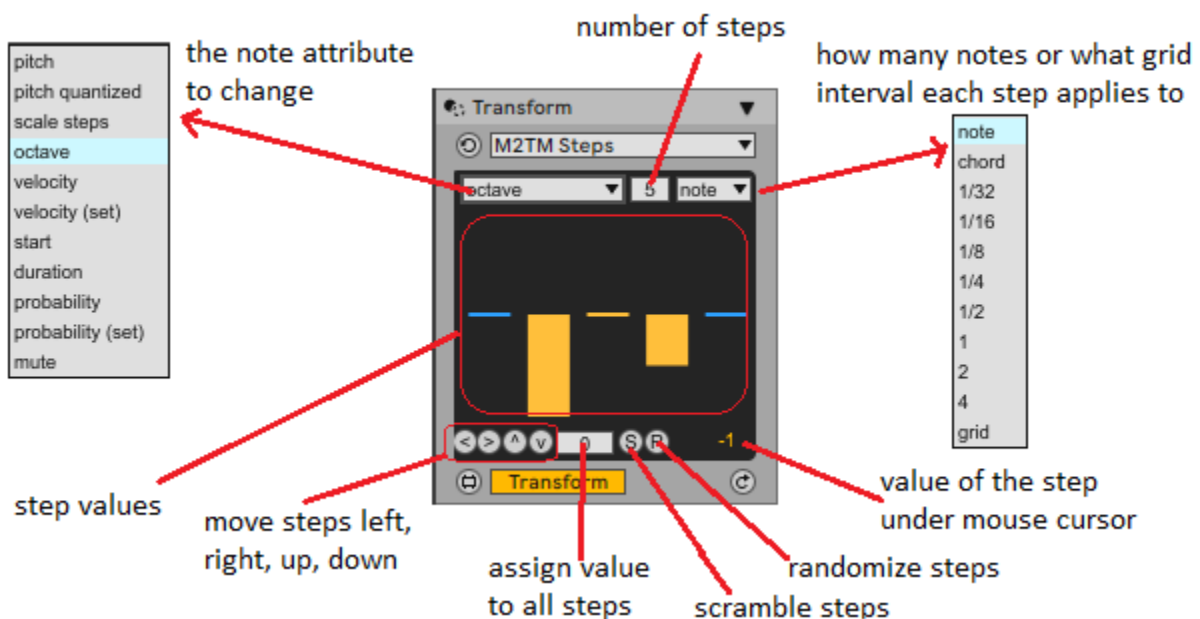 number of steps
the note attribute
to change
how many notes or what grid
interval each step applies to
pitch
pitch quantized
scale steps
octave
velocity
velocity (set)
start
duration
probability
probability (set)
mute
Transform
M2TM Steps
octave
5
note
note
chord
1/32
1/16
1/8
1/4
1/2
1
2
4
grid
< > ^ v
0
S
R
-1
Transform
step values
move steps left,
right, up, down
assign value
to all steps
scramble steps
randomize steps
value of the step
under mouse cursor